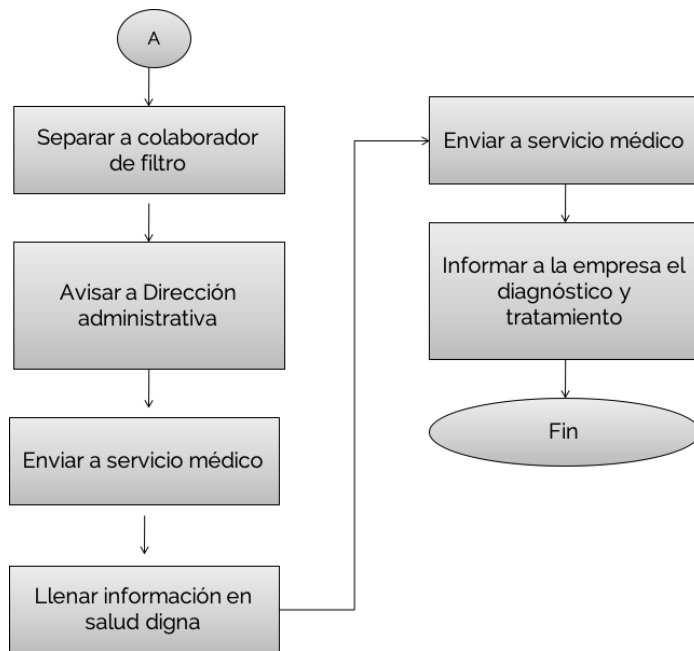 A
Separar a colaborador
de filtro
Avisar a Dirección
administrativa
Enviar a servicio médico
Llenar información en
salud digna
Enviar a servicio médico
Informar a la empresa el
diagnóstico y
tratamiento
Fin